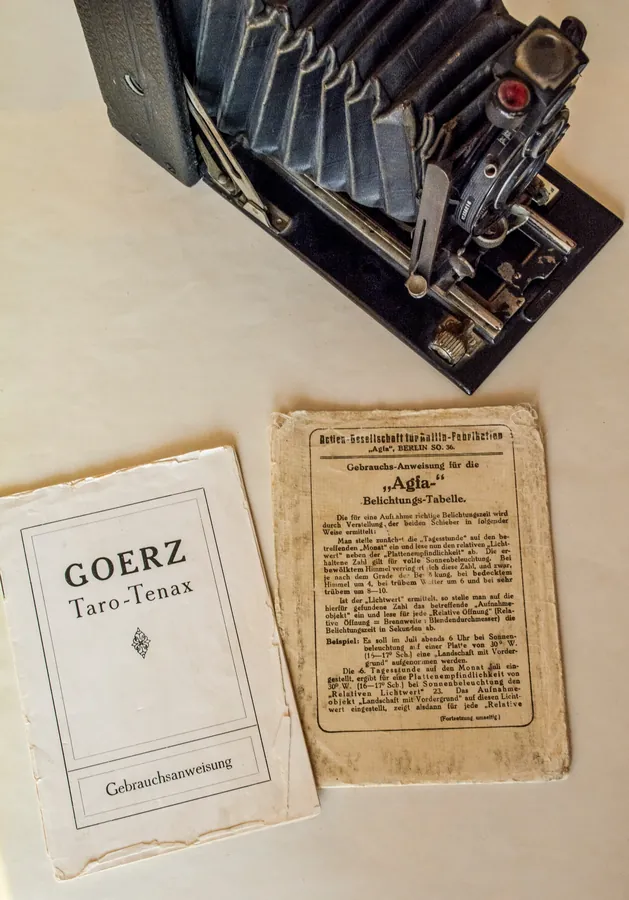 GOERZ
Taro-Tenax
Gebrauchsanweisung
Actien-Gesellschaft für Anilin-Fabrikation
„Agfa“, BERLIN SO. 36.
Gebrauchs-Anweisung für die
„Agfa-“
Belichtungs-Tabelle.
Die für eine Aufnahme richtige Belichtungszeit wird
durch Verstellung der beiden Schieber in folgender
Weise ermittelt:
Man stelle zunächst die „Tagesstunde“ auf den be-
treffenden „Monat“ ein und lese nun den relativen „Licht-
wert“ neben der „Plattenempfindlichkeit“ ab. Die er-
haltene Zahl gilt für volle Sonnenbeleuchtung. Bei
bewölktem Himmel verringert sich diese Zahl, und zwar,
je nach dem Grade der Bewölkung, bei bedecktem
Himmel um 4, bei trübem Wetter um 6 und bei sehr
trübem um 8—10.
Ist der „Lichtwert“ ermittelt, so stelle man auf die
hierfür gefundene Zahl das betreffende „Aufnahme-
objekt“ ein und lese für jede „Relative Öffnung“ (Rela-
tive Öffnung = Brennweite : Blendendurchmesser) die
Belichtungszeit in Sekunden ab.
Beispiel: Es soll im Juli abends 6 Uhr bei Sonnen-
beleuchtung auf einer Platte von 30° W.
(16—17° Sch.) eine „Landschaft mit Vorder-
grund“ aufgenommen werden.
Die 6. Tagesstunde auf den Monat Juli ein-
gestellt, ergibt für eine Plattenempfindlichkeit von
30° W. (16—17° Sch.) bei Sonnenbeleuchtung den
„Relativen Lichtwert“ 23. Das Aufnahme-
objekt „Landschaft mit Vordergrund“ auf diesen Licht-
wert eingestellt, zeigt alsdann für jede „Relative
(Fortsetzung umseitig)